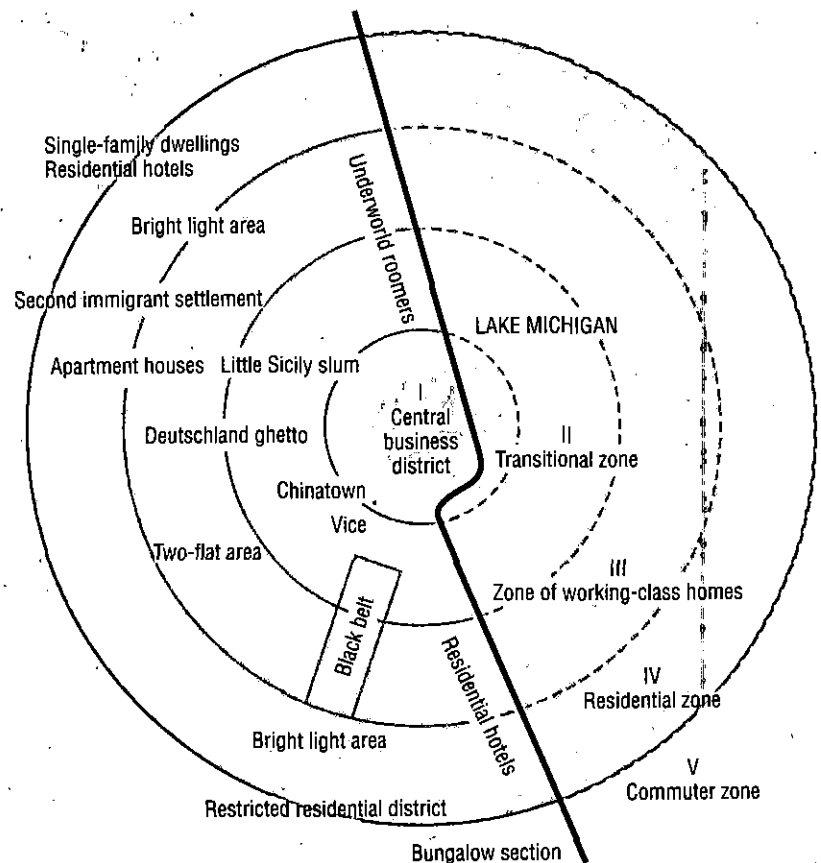 Single-family dwellings
Residential hotels
Underworld roomers
Bright light area
Second immigrant settlement
LAKE MICHIGAN
Apartment houses
Little Sicily slum
I
Central
business
district
Deutschland ghetto
II
Transitional zone
Chinatown
Vice
Two-flat area
III
Zone of working-class homes
Black belt
Residential hotels
IV
Residential zone
Bright light area
V
Commuter zone
Restricted residential district
Bungalow section